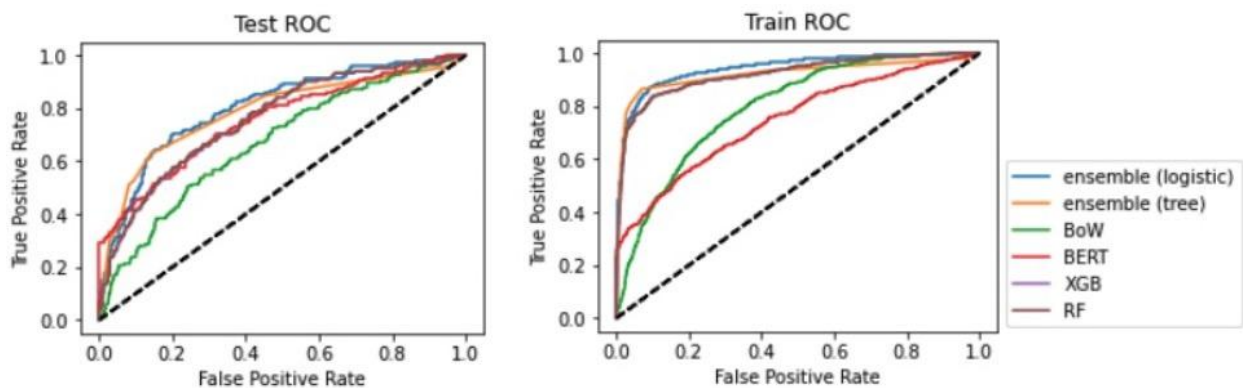 Test ROC
True Positive Rate
1.0
0.8
0.6
0.4
0.2
0.0
0.0 0.2 0.4 0.6 0.8 1.0
False Positive Rate
Train ROC
True Positive Rate
1.0
0.8
0.6
0.4
0.2
0.0
0.0 0.2 0.4 0.6 0.8 1.0
False Positive Rate
ensemble (logistic)
ensemble (tree)
BoW
BERT
XGB
RF